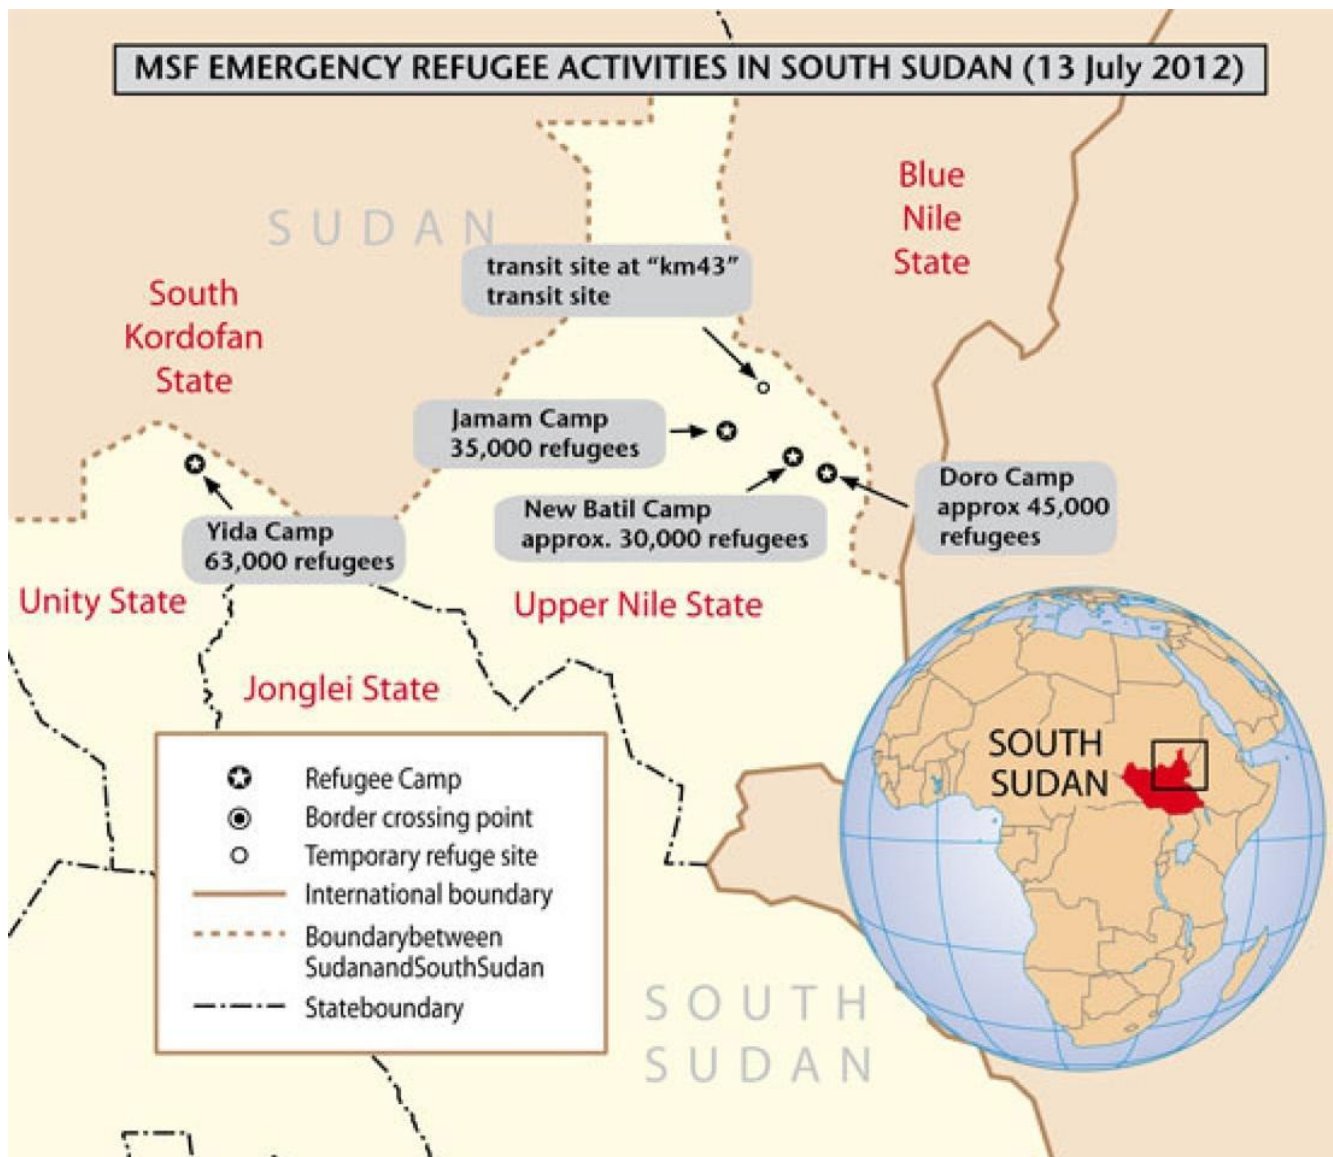 MSF EMERGENCY REFUGEE ACTIVITIES IN SOUTH SUDAN (13 July 2012)
Blue
Nile
State
SUDAN
transit site at “km43”
transit site
South
Kordofan
State
Jamam Camp
35,000 refugees
Doro Camp
approx 45,000
refugees
New Batil Camp
approx. 30,000 refugees
Yida Camp
63,000 refugees
Unity State
Upper Nile State
Jonglei State
SOUTH
SUDAN
Refugee Camp
Border crossing point
Temporary refuge site
International boundary
Boundarybetween
SudanandSouthSudan
Stateboundary
SOUTH
SUDAN